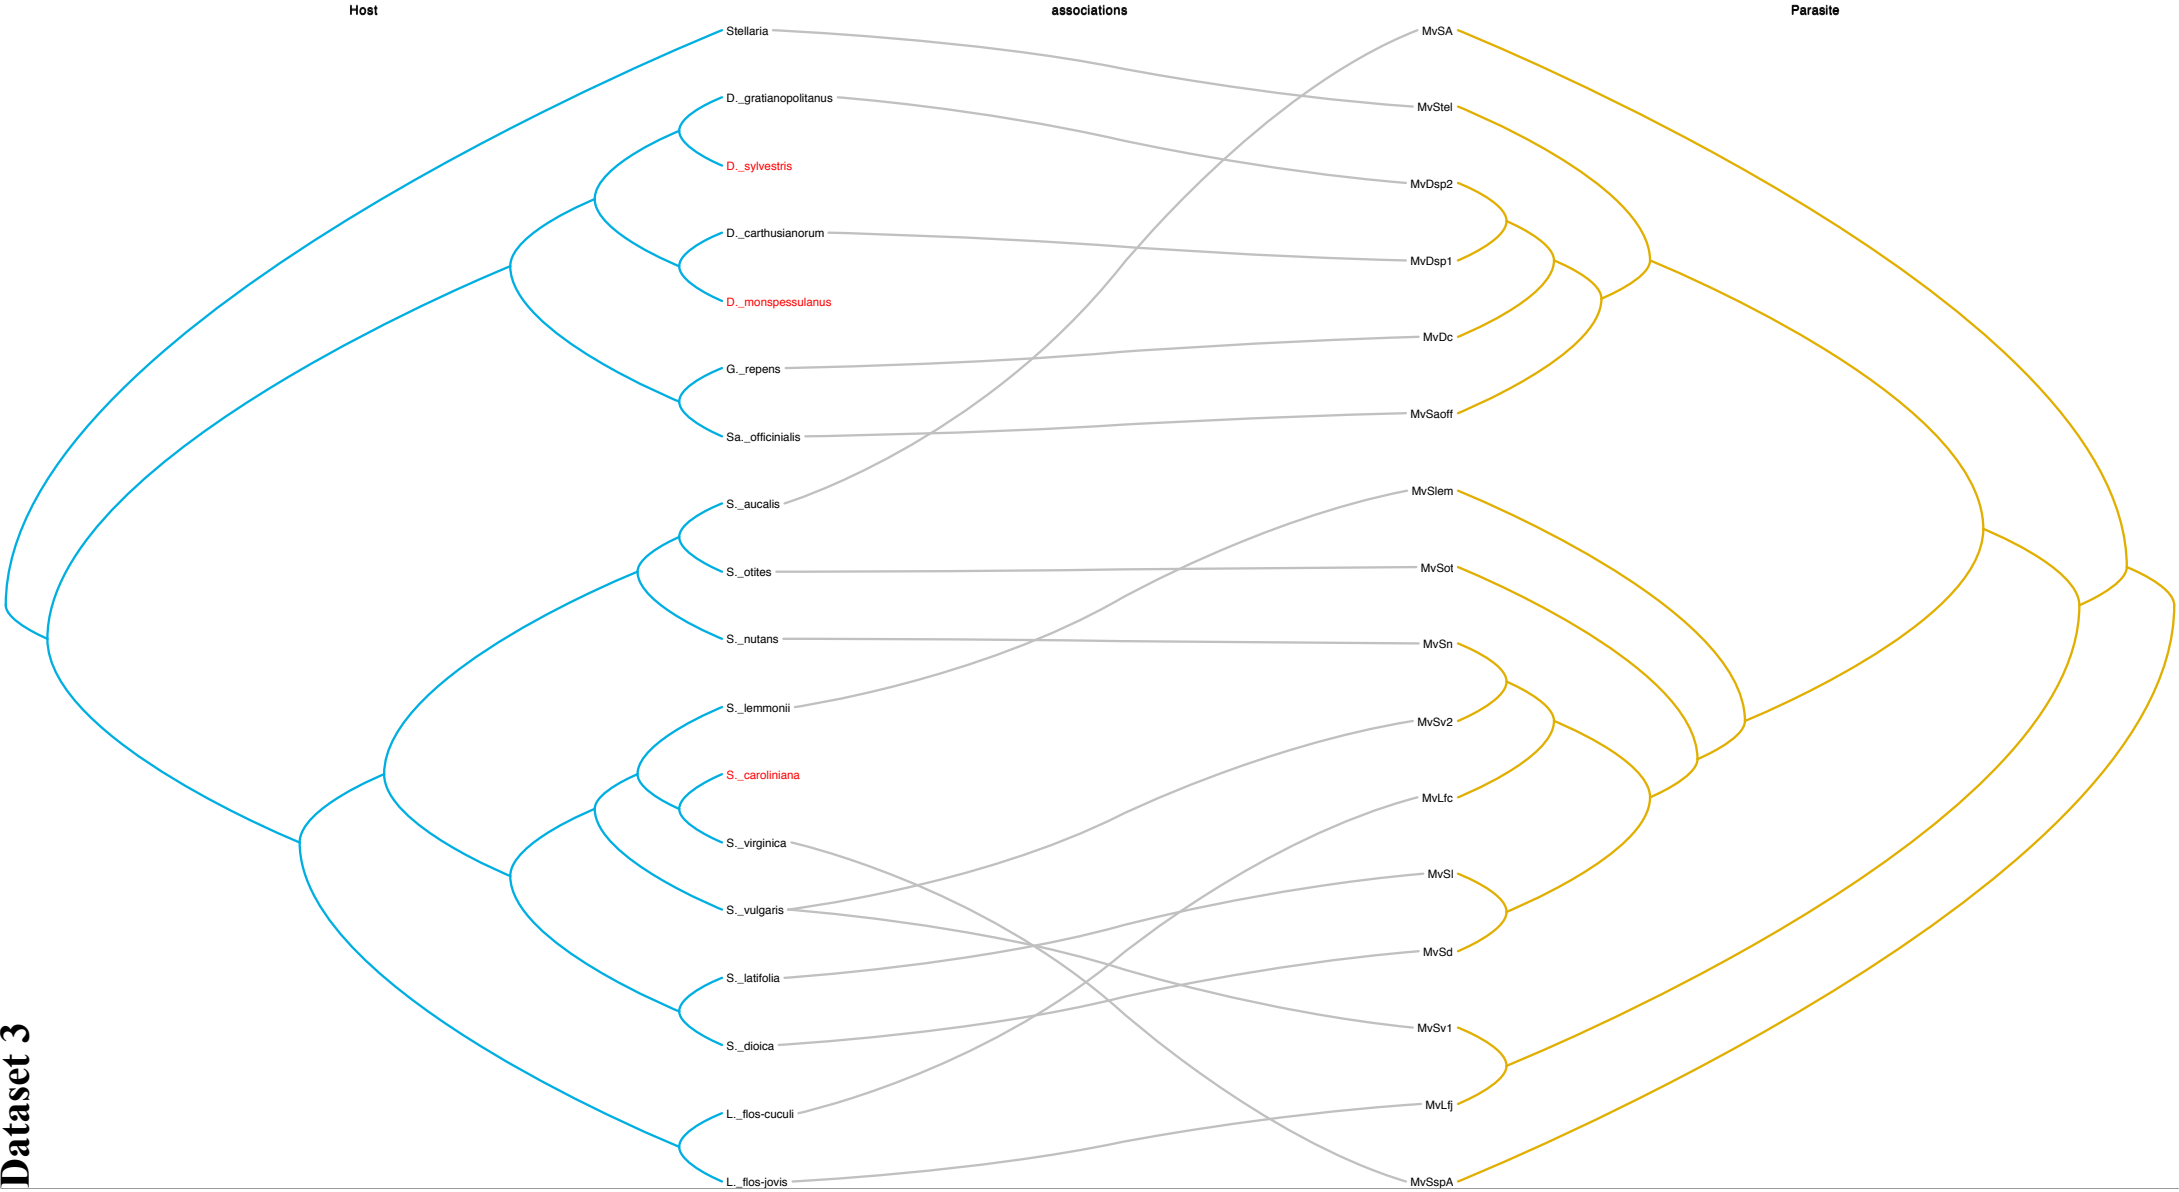 Host
associations
Parasite
Stellaria
D._gratianopolitanus
D._sylvestris
D._carthusianorum
D._monspessulanus
G._repens
Sa._officinialis
S._aucalis
S._otites
S._nutans
S._lemmonii
S._caroliniana
S._virginica
S._vulgaris
S._latifolia
S._dioica
L._flos-cuculi
L._flos-jovis
MvSA
MvStel
MvDsp2
MvDsp1
MvDc
MvSaoff
MvSlem
MvSot
MvSn
MvSv2
MvLfc
MvSl
MvSd
MvSv1
MvLfj
MvSspA
Dataset 3